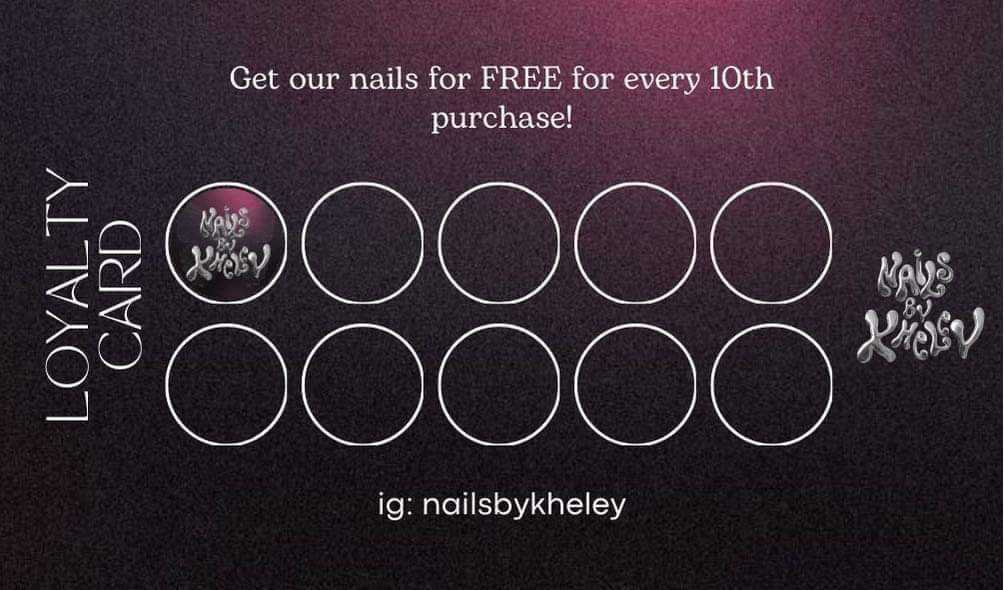 Get our nails for FREE for every 10th
purchase!
LOYALTY
CARD
NAILS
BY
KHELEY
NAILS
BY
KHELEY
ig: nailsbykheley